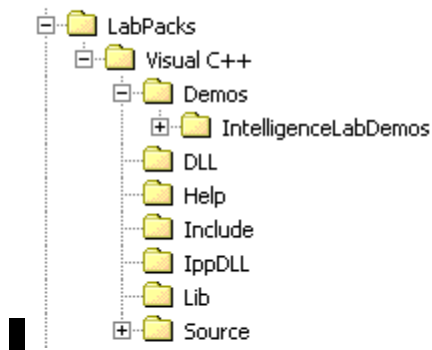 LabPacks
Visual C++
Demos
IntelligenceLabDemos
DLL
Help
Include
IppDLL
Lib
Source